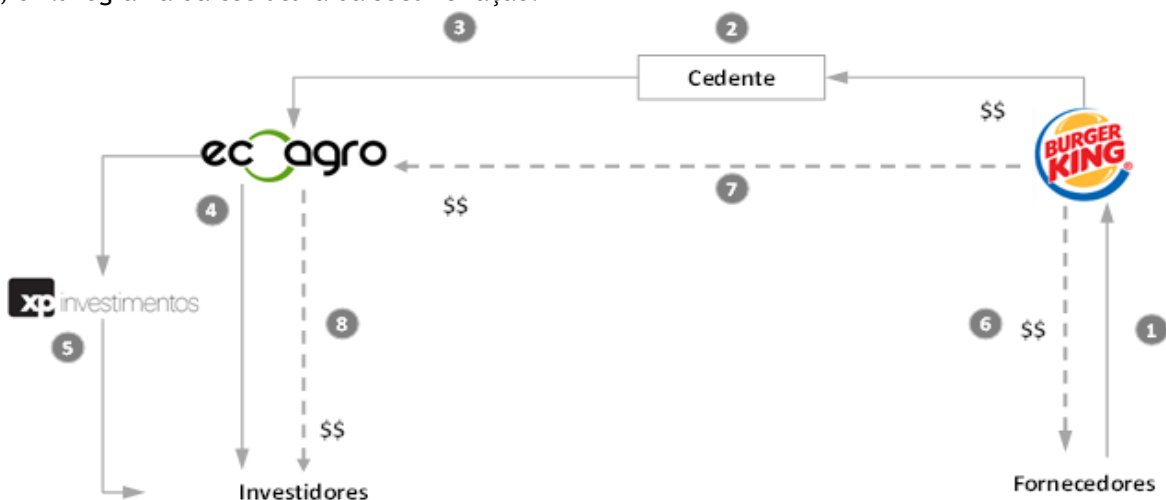 3
2
Cedente
$$
ecoagro
BURGER
KING
®
7
4
$$
xp investimentos
5
8
6
$$
1
$$
Investidores
Fornecedores